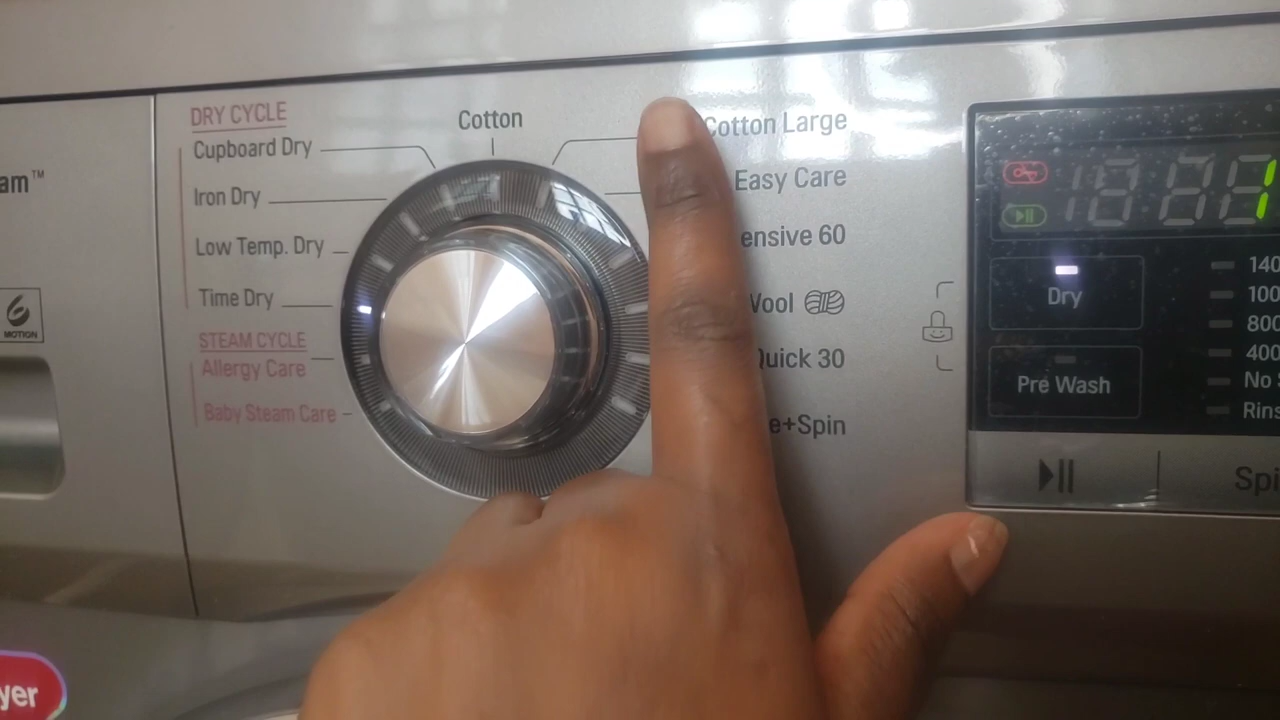 DRY CYCLE
Cupboard Dry
Iron Dry
Low Temp. Dry
Time Dry
STEAM CYCLE
Allergy Care
Baby Steam Care
am™
6
MOTION
yer
Cotton
Cotton Large
Easy Care
ensive 60
Wool
Quick 30
e+Spin
Dry
Pre Wash
140
100
800
400
No S
Rins
Spi